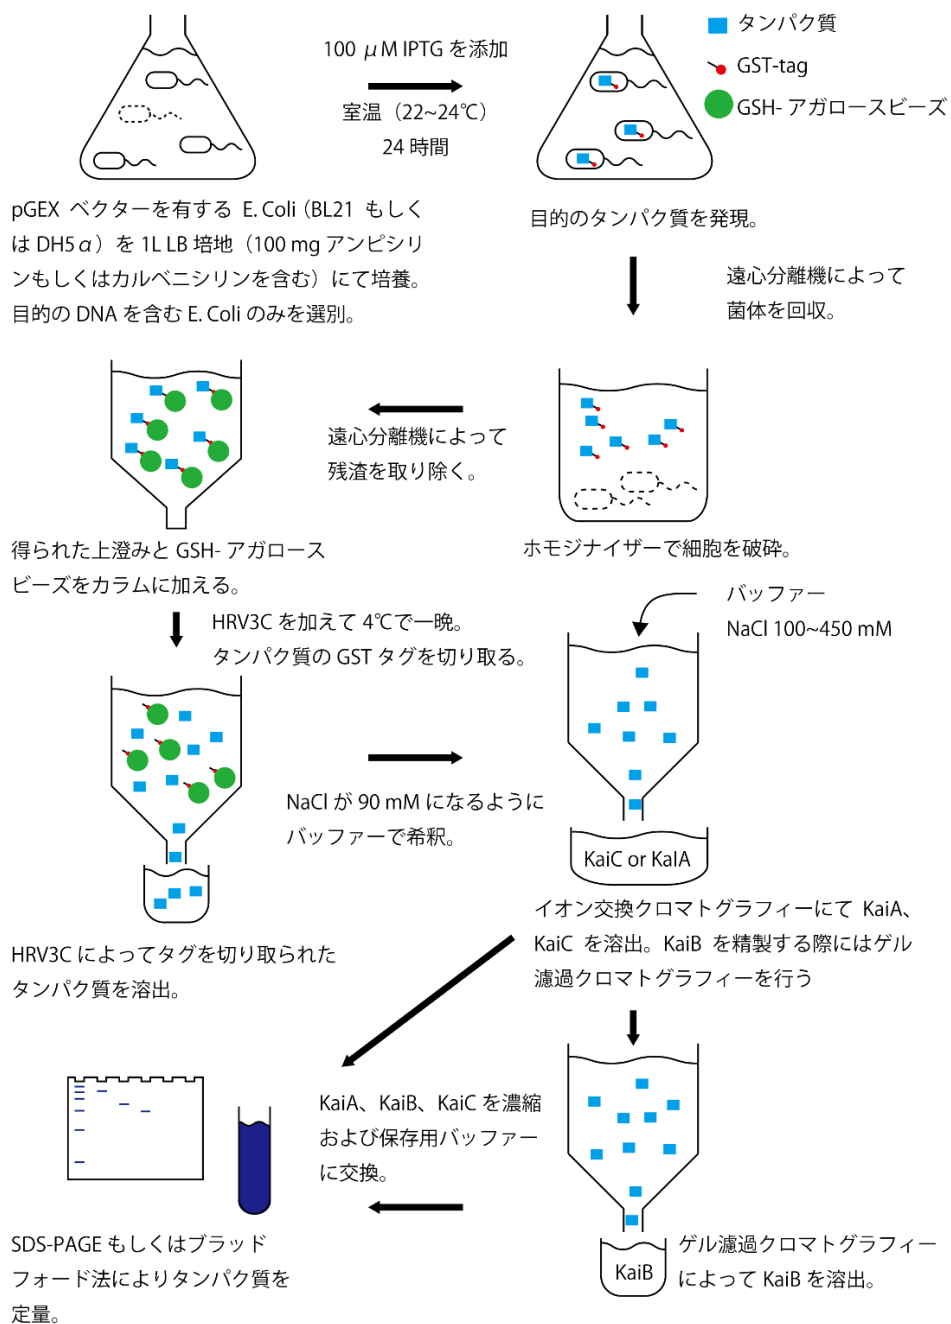 100 μM IPTG を添加
室温（22~24℃）
24 時間
タンパク質
GST-tag
GSH- アガロースビーズ
pGEX ベクターを有する E. Coli（BL21 もしく
は DH5α）を 1L LB 培地（100 mg アンピシリ
ンもしくはカルベニシリンを含む）にて培養。
目的の DNA を含む E. Coli のみを選別。
目的のタンパク質を発現。
遠心分離機によって
菌体を回収。
遠心分離機によって
残渣を取り除く。
ホモジナイザーで細胞を破砕。
得られた上澄みと GSH- アガロース
ビーズをカラムに加える。
HRV3C を加えて 4℃で一晩。
タンパク質の GST タグを切り取る。
バッファー
NaCl 100~450 mM
NaCl が 90 mM になるように
バッファーで希釈。
KaiC or KaIA
HRV3C によってタグを切り取られた
タンパク質を溶出。
イオン交換クロマトグラフィーにて KaiA、
KaiC を溶出。KaiB を精製する際にはゲル
濾過クロマトグラフィーを行う
KaiA、KaiB、KaiC を濃縮
および保存用バッファー
に交換。
SDS-PAGE もしくはブラッド
フォード法によりタンパク質を
定量。
KaiB
ゲル濾過クロマトグラフィー
によって KaiB を溶出。